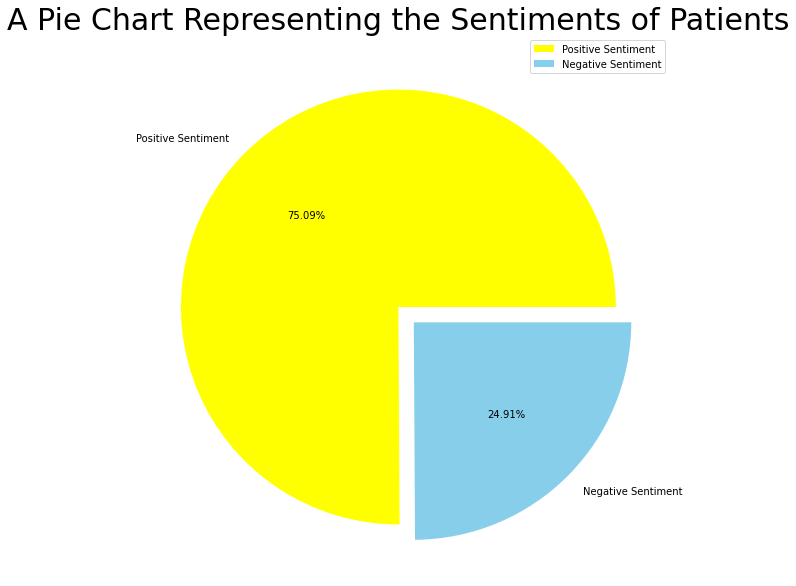 A Pie Chart Representing the Sentiments of Patients
Positive Sentiment
Negative Sentiment
Positive Sentiment
75.09%
24.91%
Negative Sentiment